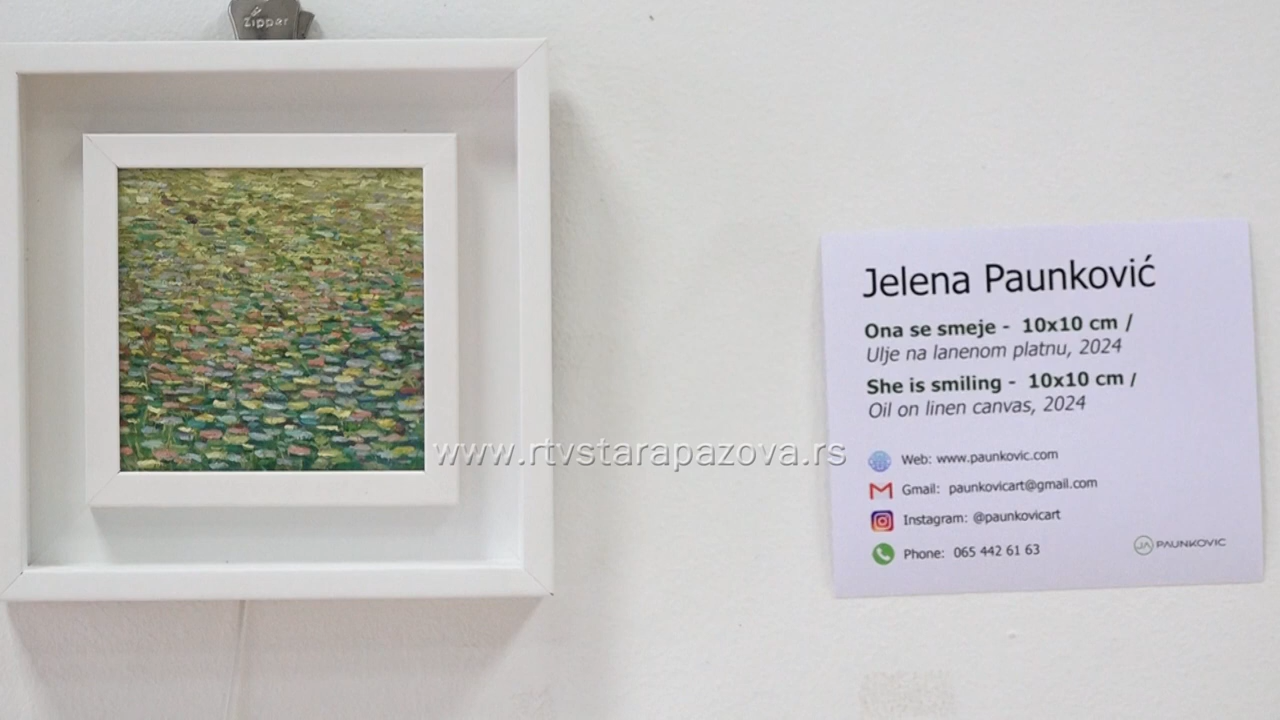 Zippar
Jelena Paunković
Ona se smeje - 10x10 cm /
Ulje na lanenom platnu, 2024
She is smiling - 10x10 cm /
Oil on linen canvas, 2024
www.rtvstarapazova.rs
Web: www.paunkovic.com
Gmail: paunkovicart@gmail.com
Instagram: @paunkovicart
Phone: 065 442 61 63
JA PAUNKOVIC